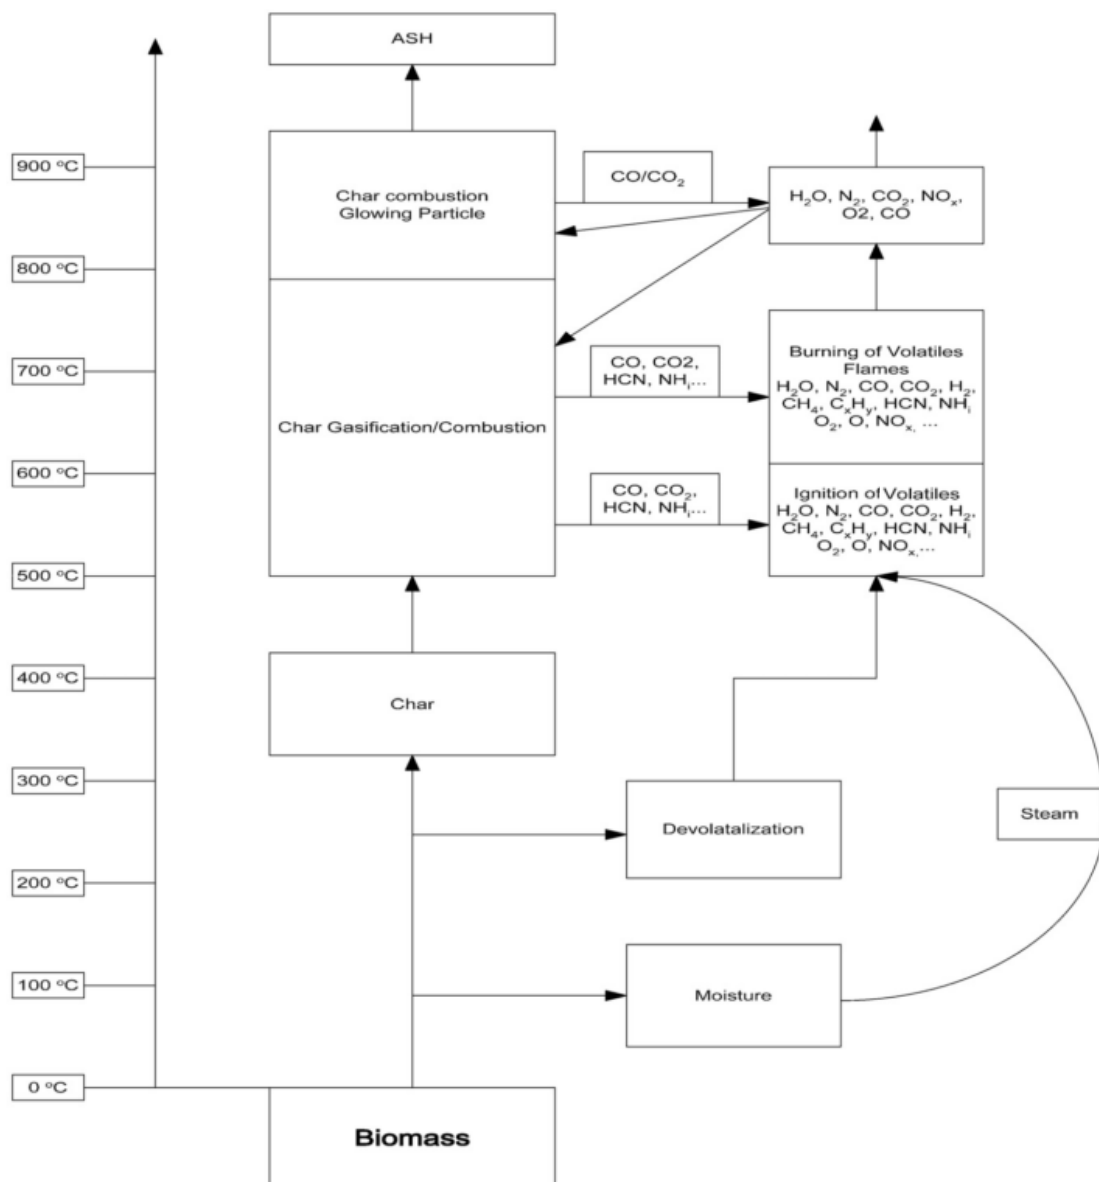 ASH
900 °C
Char combustion
Glowing Particle
CO/CO₂
H₂O, N₂, CO₂, NOₓ,
O2, CO
800 °C
700 °C
Char Gasification/Combustion
CO, CO2,
HCN, NHᵢ...
Burning of Volatiles
Flames
H₂O, N₂, CO, CO₂, H₂,
CH₄, CₓHᵧ, HCN, NHᵢ
O₂, O, NOₓ, ...
600 °C
CO, CO₂,
HCN, NHᵢ...
Ignition of Volatiles
H₂O, N₂, CO, CO₂, H₂,
CH₄, CₓHᵧ, HCN, NHᵢ
O₂, O, NOₓ,...
500 °C
400 °C
Char
300 °C
Devolatalization
Steam
200 °C
100 °C
Moisture
0 °C
Biomass